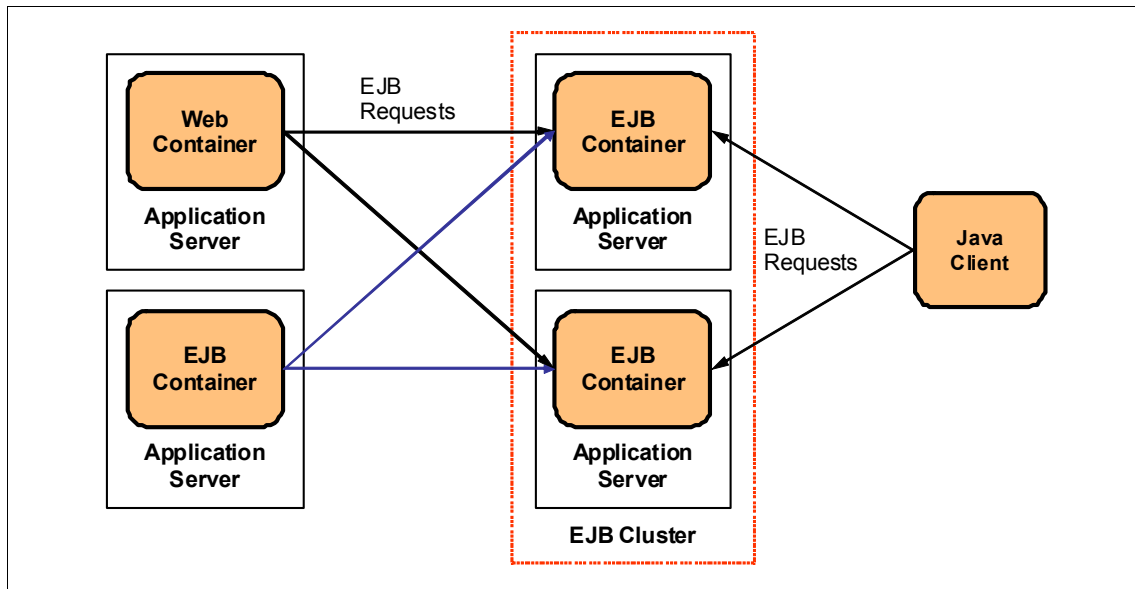 Web
Container
Application
Server
EJB
Requests
EJB
Container
Application
Server
EJB
Container
Application
Server
EJB
Container
Application
Server
EJB Cluster
EJB
Requests
Java
Client